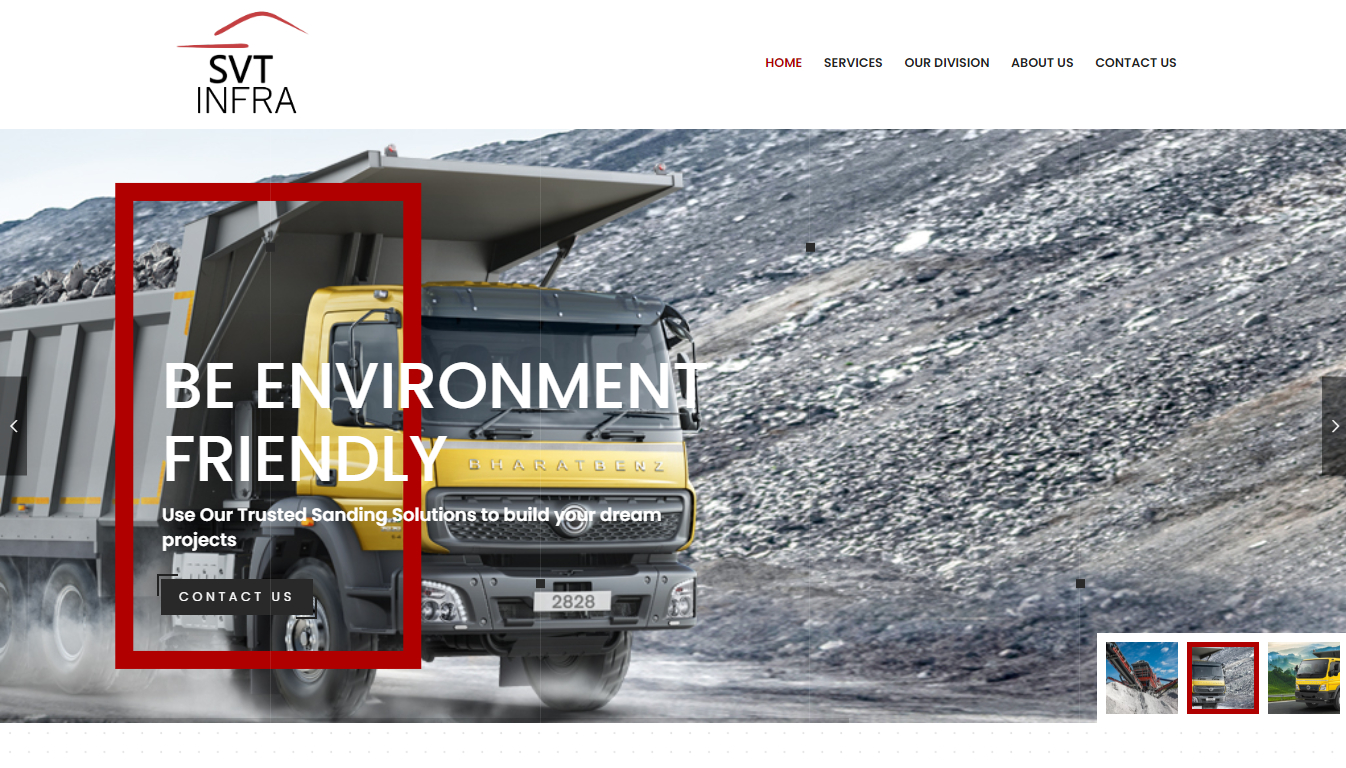 SVT
INFRA
HOME SERVICES OUR DIVISION ABOUT US CONTACT US
BE ENVIRONMENT
FRIENDLY
BHARATBENZ
Use Our Trusted Sanding Solutions to build your dream
projects
CONTACT US
2828